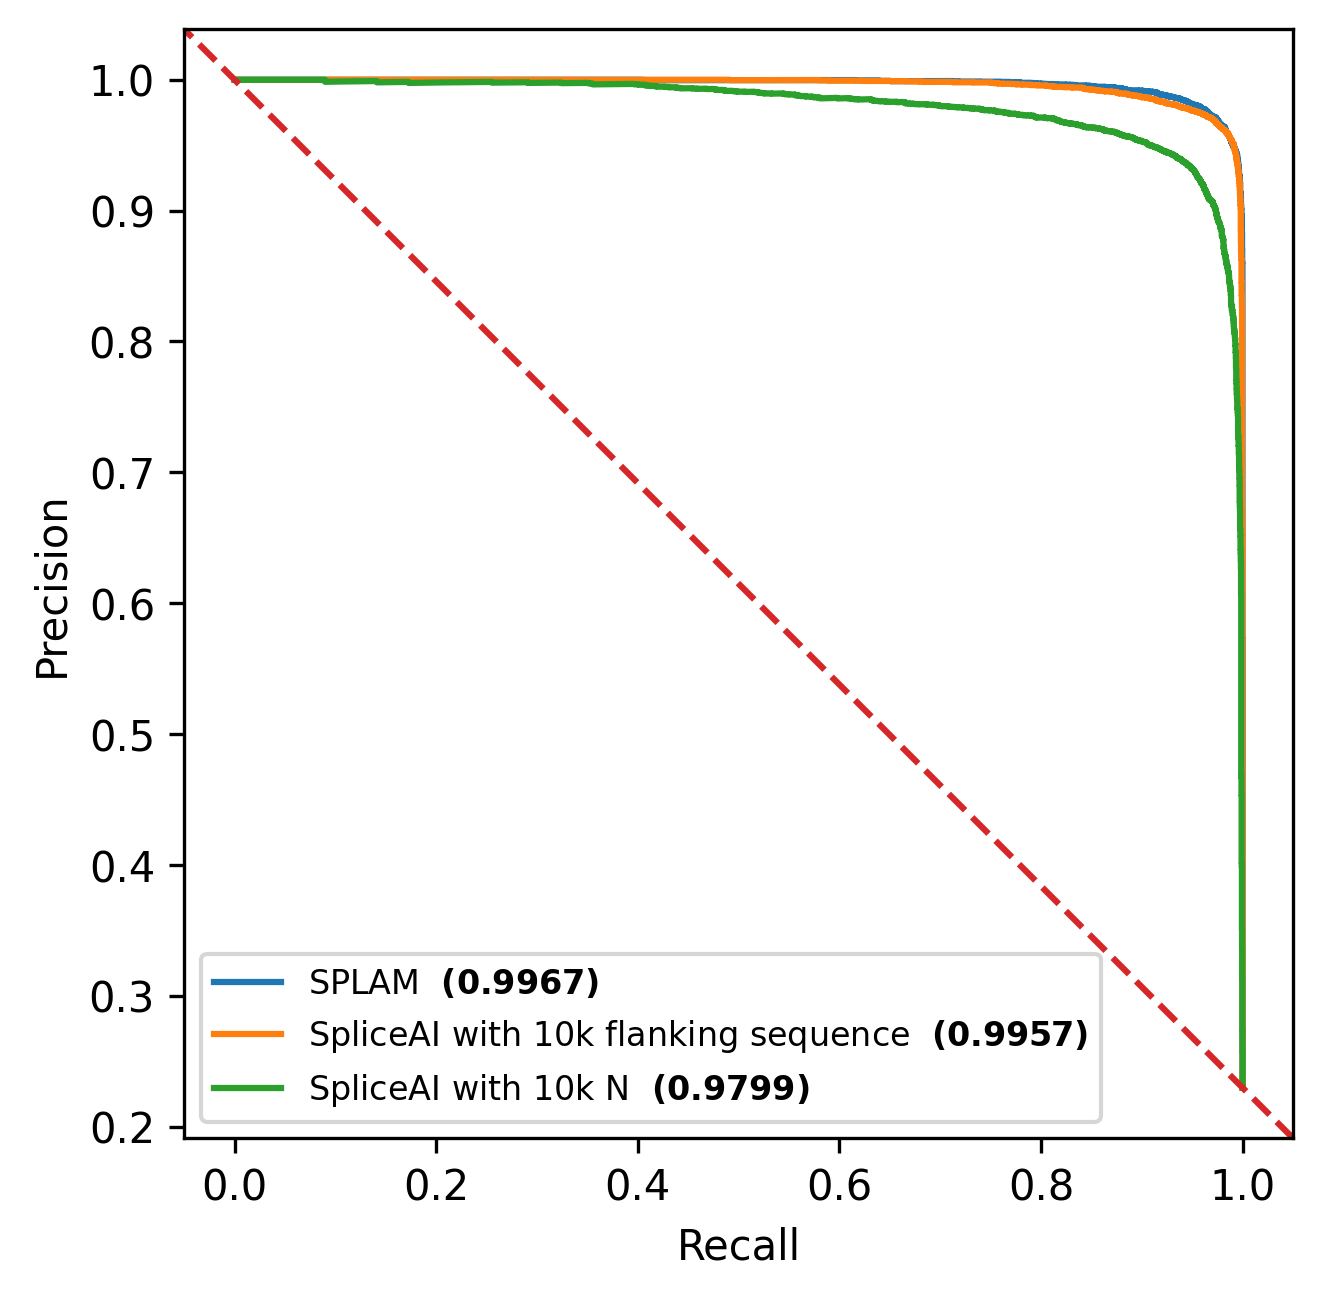 1.0
0.9
0.8
0.7
0.6
0.5
0.4
0.3
0.2
Precision
SPLAM (0.9967)
SpliceAI with 10k flanking sequence (0.9957)
SpliceAI with 10k N (0.9799)
0.0 0.2 0.4 0.6 0.8 1.0
Recall